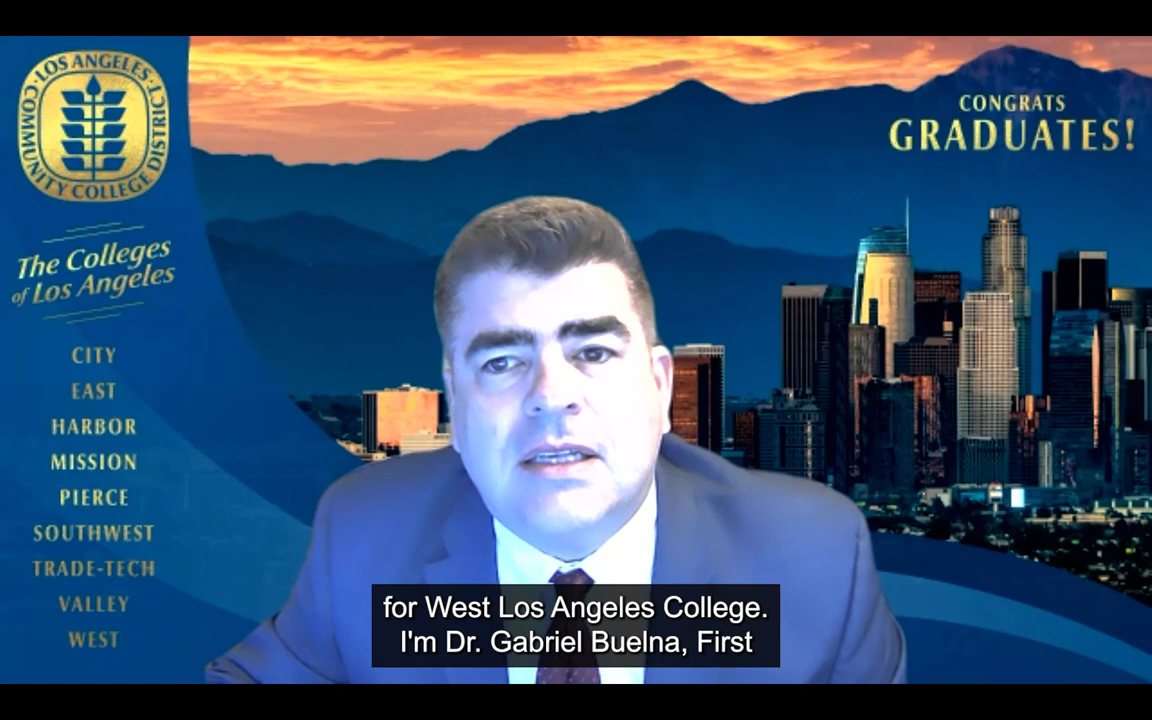 LOS ANGELES
COMMUNITY COLLEGE DISTRICT
The Colleges
of Los Angeles
CITY
EAST
HARBOR
MISSION
PIERCE
SOUTHWEST
TRADE-TECH
VALLEY
WEST
CONGRATS
GRADUATES!
for West Los Angeles College.
I'm Dr. Gabriel Buelna, First